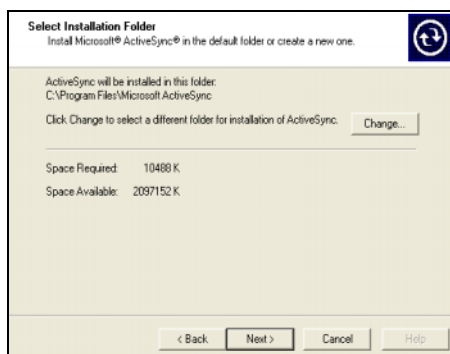 Select Installation Folder
Install Microsoft® ActiveSync® in the default folder or create a new one.
ActiveSync will be installed in this folder:
C:\Program Files\Microsoft ActiveSync
Click Change to select a different folder for installation of ActiveSync.
Change...
Space Required: 10488 K
Space Available: 2097152 K
< Back Next > Cancel Help